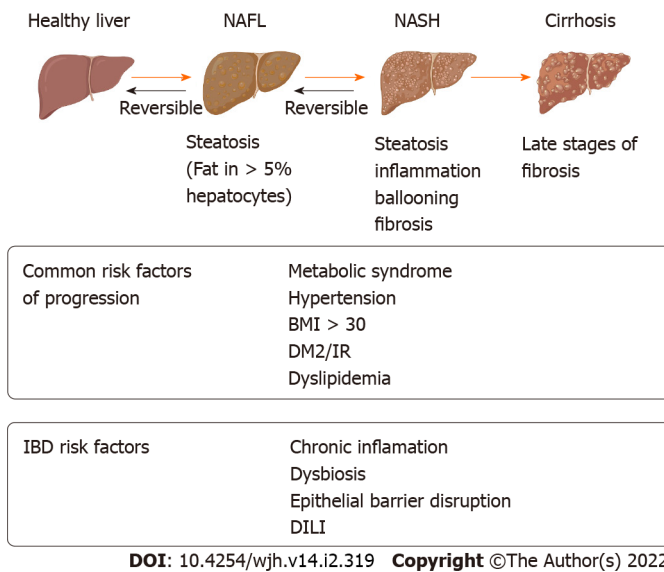 Healthy liver
NAFL
NASH
Cirrhosis
Reversible
Reversible
Steatosis
(Fat in > 5%
hepatocytes)
Steatosis
inflammation
ballooning
fibrosis
Late stages of
fibrosis
Common risk factors
of progression
Metabolic syndrome
Hypertension
BMI > 30
DM2/IR
Dyslipidemia
IBD risk factors
Chronic inflamation
Dysbiosis
Epithelial barrier disruption
DILI
DOI: 10.4254/wjh.v14.i2.319 Copyright ©The Author(s) 2022